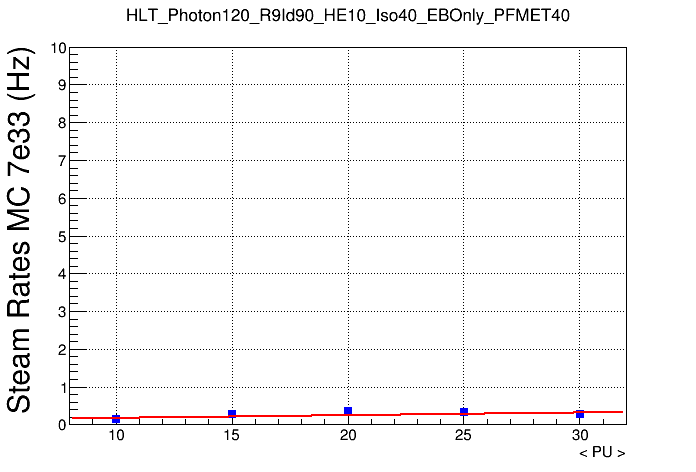 HLT_Photon120_R9Id90_HE10_Iso40_EBOnly_PFMET40
Steam Rates MC 7e33 (Hz)
10
9
8
7
6
5
4
3
2
1
0
10 15 20 25 30
< PU >